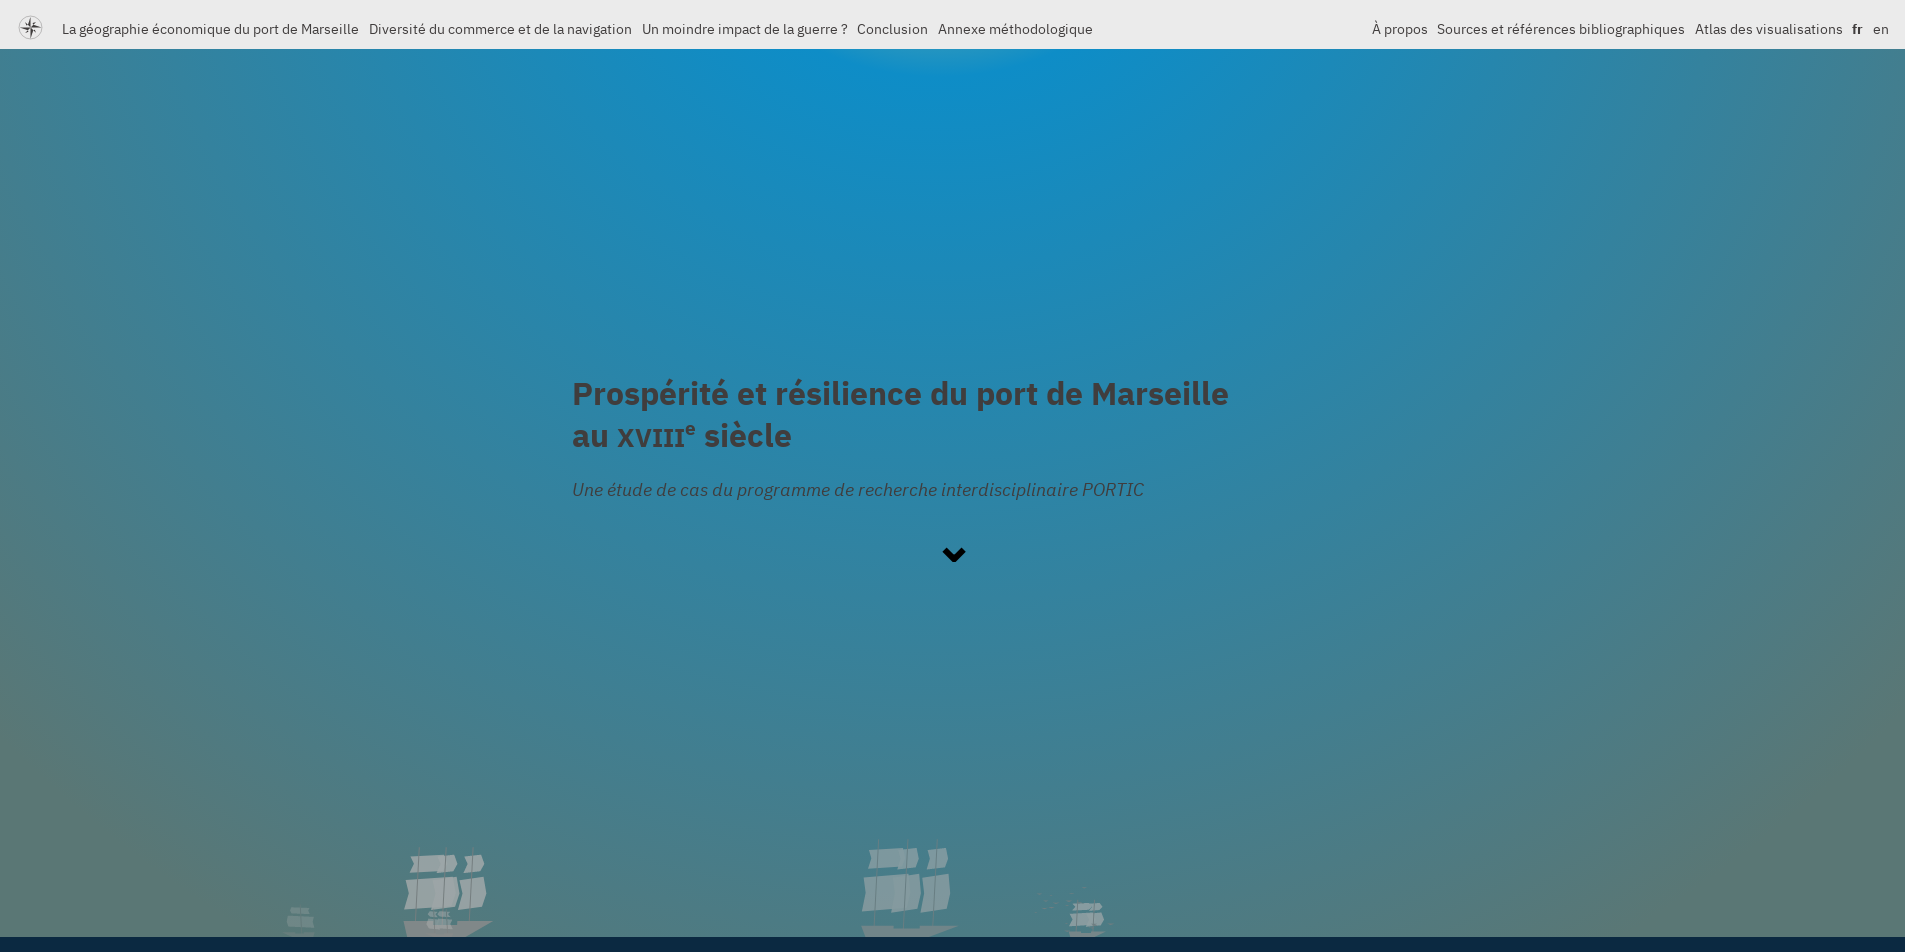 La géographie économique du port de Marseille Diversité du commerce et de la navigation Un moindre impact de la guerre ? Conclusion Annexe méthodologique À propos Sources et références bibliographiques Atlas des visualisations fr en
Prospérité et résilience du port de Marseille
au XVIIIe siècle
Une étude de cas du programme de recherche interdisciplinaire PORTIC